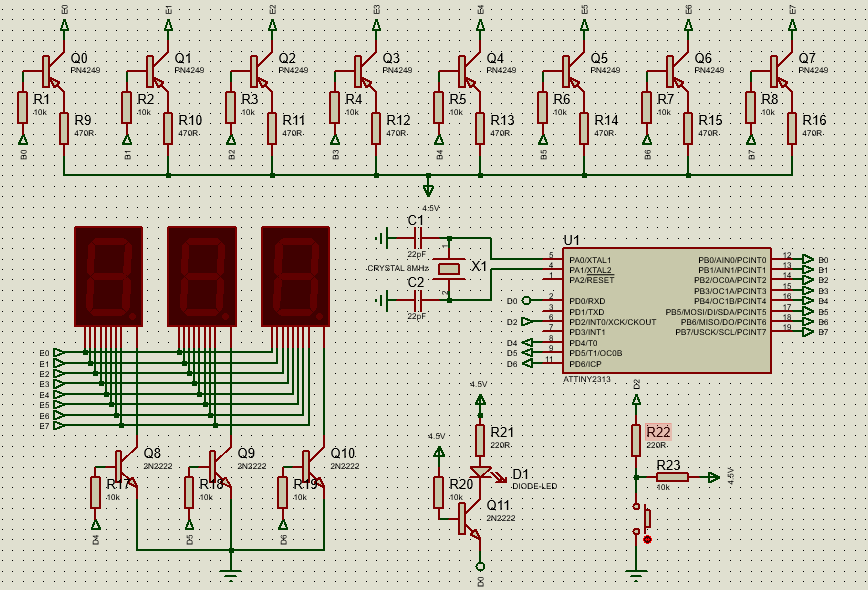 E0 E1 E2 E3 E4 E5 E6 E7
Q0 Q1 Q2 Q3 Q4 Q5 Q6 Q7
PN4249 PN4249 PN4249 PN4249 PN4249 PN4249 PN4249 PN4249
R1 R2 R3 R4 R5 R6 R7 R8
10k 10k 10k 10k 10k 10k 10k 10k
R9 R10 R11 R12 R13 R14 R15 R16
470R 470R 470R 470R 470R 470R 470R 470R
B0 B1 B2 B3 B4 B5 B6 B7
4.5V
C1
22pF
CRYSTAL 8MHz
X1
1
2
C2
22pF
U1
5 PA0/XTAL1 PB0/AIN0/PCINT0 12 B0
4 PA1/XTAL2 PB1/AIN1/PCINT1 13 B1
1 PA2/RESET PB2/OC0A/PCINT2 14 B2
PB3/OC1A/PCINT3 15 B3
D0 2 PD0/RXD PB4/OC1B/PCINT4 16 B4
3 PD1/TXD PB5/MOSI/DI/SDA/PCINT5 17 B5
D2 6 PD2/INT0/XCK/CKOUT PB6/MISO/DO/PCINT6 18 B6
7 PD3/INT1 PB7/USCK/SCL/PCINT7 19 B7
D4 8 PD4/T0
D5 9 PD5/T1/OC0B
D6 11 PD6/ICP
ATTINY2313
E0
E1
E2
E3
E4
E5
E6
E7
Q8 Q9 Q10
2N2222 2N2222 2N2222
R17 R18 R19
10k 10k 10k
D4 D5 D6
4.5V
4.5V
R21
220R
D1
DIODE-LED
R20
10k
Q11
2N2222
D0
D2
R22
220R
R23
10k
4.5V